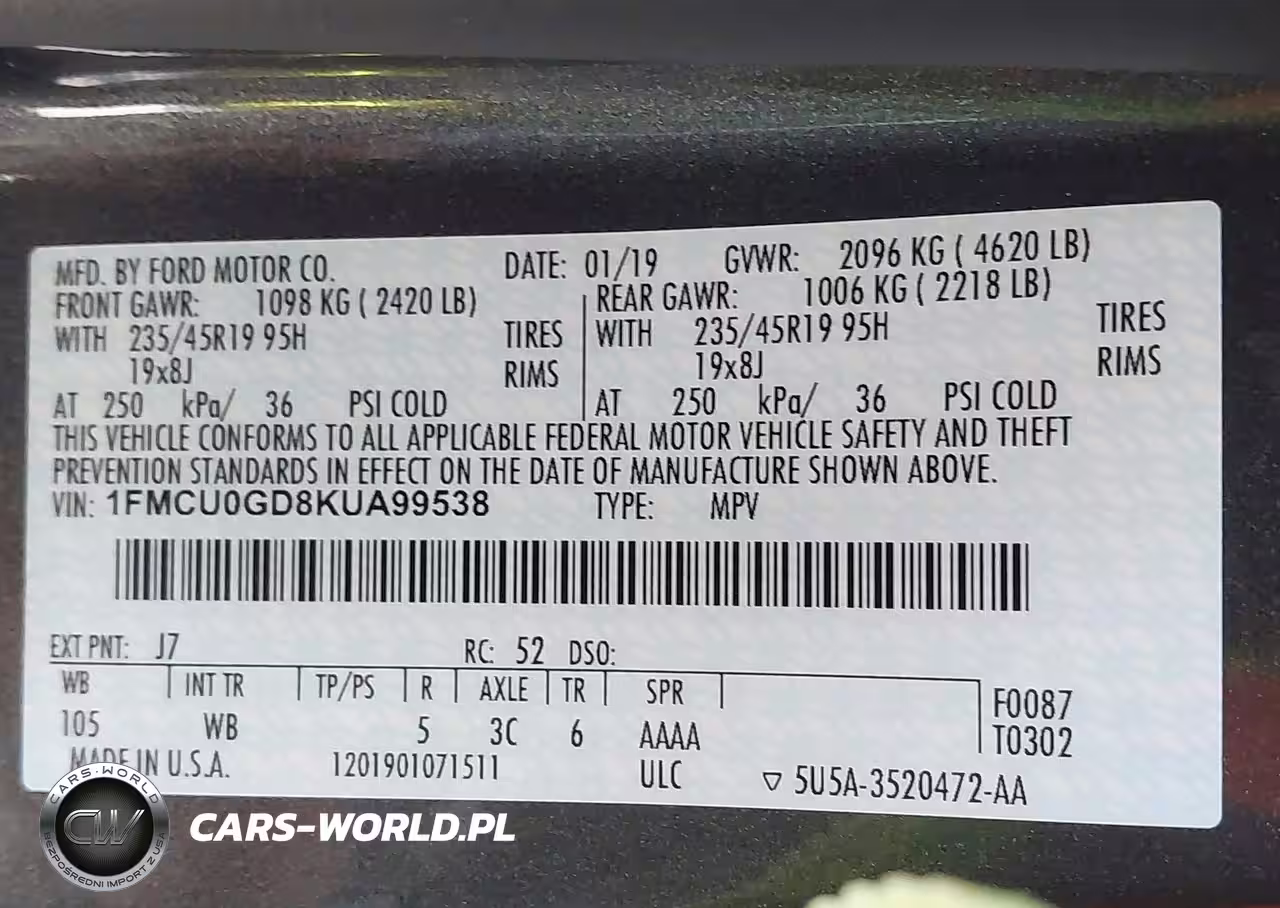 MFD. BY FORD MOTOR CO. DATE: 01/19 GVWR: 2096 KG ( 4620 LB)
FRONT GAWR: 1098 KG ( 2420 LB) REAR GAWR: 1006 KG ( 2218 LB)
WITH 235/45R19 95H TIRES WITH 235/45R19 95H TIRES
19x8J RIMS 19x8J RIMS
AT 250 kPa/ 36 PSI COLD AT 250 kPa/ 36 PSI COLD
THIS VEHICLE CONFORMS TO ALL APPLICABLE FEDERAL MOTOR VEHICLE SAFETY AND THEFT
PREVENTION STANDARDS IN EFFECT ON THE DATE OF MANUFACTURE SHOWN ABOVE.
VIN: 1FMCU0GD8KUA99538 TYPE: MPV
EXT PNT: J7 RC: 52 DSO:
WB INT TR TP/PS R AXLE TR SPR F0087
105 WB 5 3C 6 AAAA T0302
MADE IN U.S.A. 1201901071511 ULC ▽ 5U5A-3520472-AA
CARS-WORLD
CW
BEZPOŚREDNI IMPORT Z USA
CARS-WORLD.PL